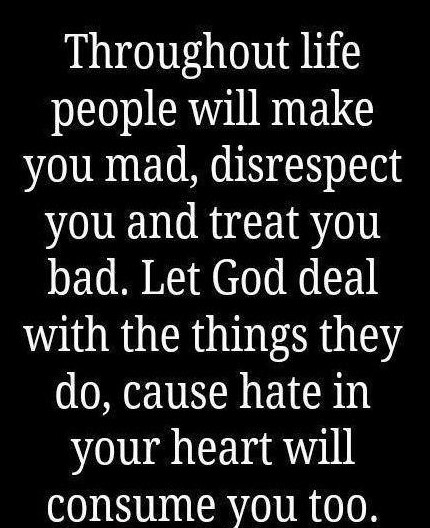 Throughout life
people will make
you mad, disrespect
you and treat you
bad. Let God deal
with the things they
do, cause hate in
your heart will
consume you too.